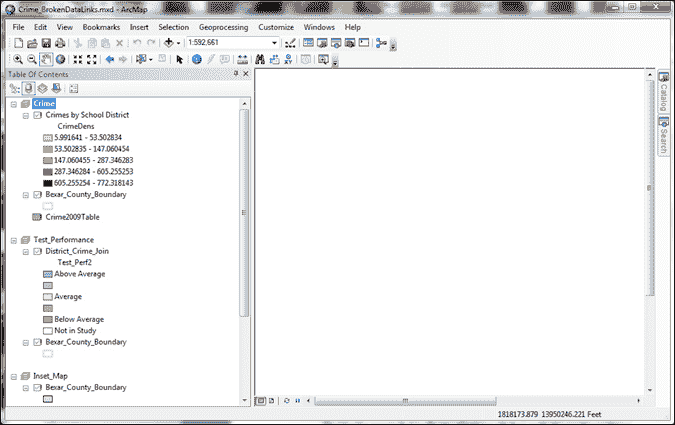 Crime_BrokenDataLinks.mxd - ArcMap
File Edit View Bookmarks Insert Selection Geoprocessing Customize Windows Help
1:592,661
Table Of Contents
Crime
Crimes by School District
CrimeDens
5.991641 - 53.502834
53.502835 - 147.060454
147.060455 - 287.346283
287.346284 - 605.255253
605.255254 - 772.318143
Bexar_County_Boundary
Crime2009Table
Test_Performance
District_Crime_Join
Test_Perf2
Above Average
Average
Below Average
Not in Study
Bexar_County_Boundary
Inset_Map
Bexar_County_Boundary
Catalog
Search
1818173.879 13950246.221 Feet